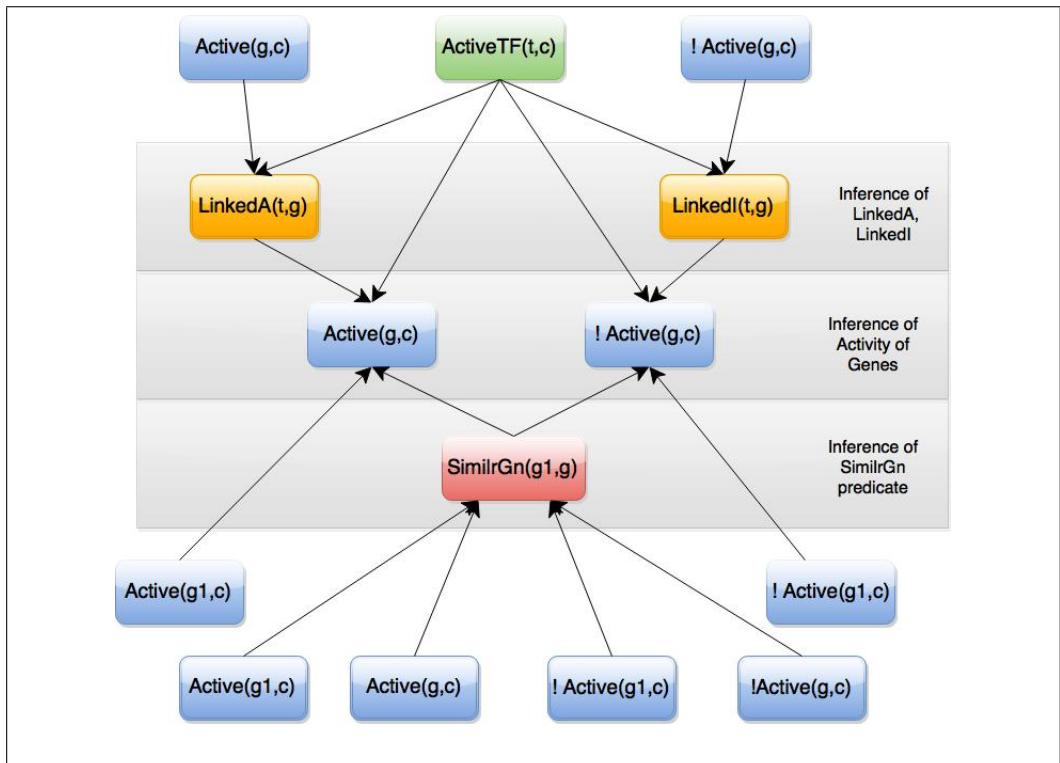 Active(g,c)
ActiveTF(t,c)
! Active(g,c)
LinkedA(t,g)
LinkedI(t,g)
Inference of
LinkedA,
LinkedI
Active(g,c)
! Active(g,c)
Inference of
Activity of
Genes
SimilrGn(g1,g)
Inference of
SimilrGn
predicate
Active(g1,c)
! Active(g1,c)
Active(g1,c)
Active(g,c)
! Active(g1,c)
!Active(g,c)